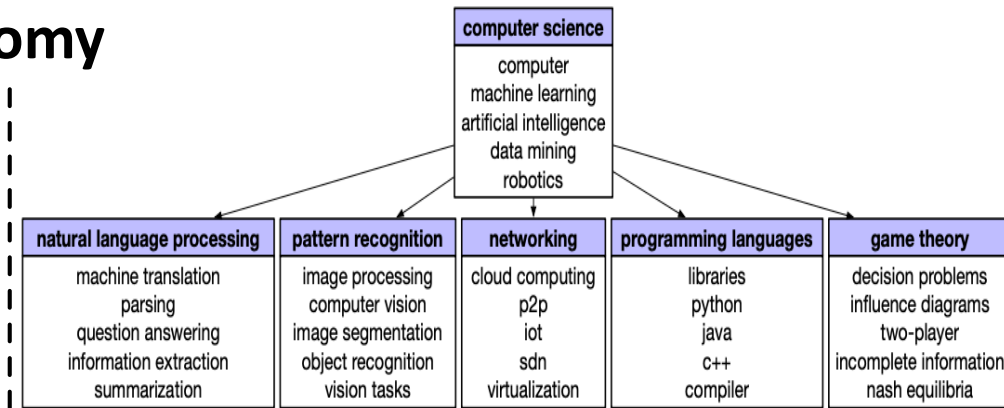 omy
computer science
computer
machine learning
artificial intelligence
data mining
robotics
natural language processing
machine translation
parsing
question answering
information extraction
summarization
pattern recognition
image processing
computer vision
image segmentation
object recognition
vision tasks
networking
cloud computing
p2p
iot
sdn
virtualization
programming languages
libraries
python
java
c++
compiler
game theory
decision problems
influence diagrams
two-player
incomplete information
nash equilibria